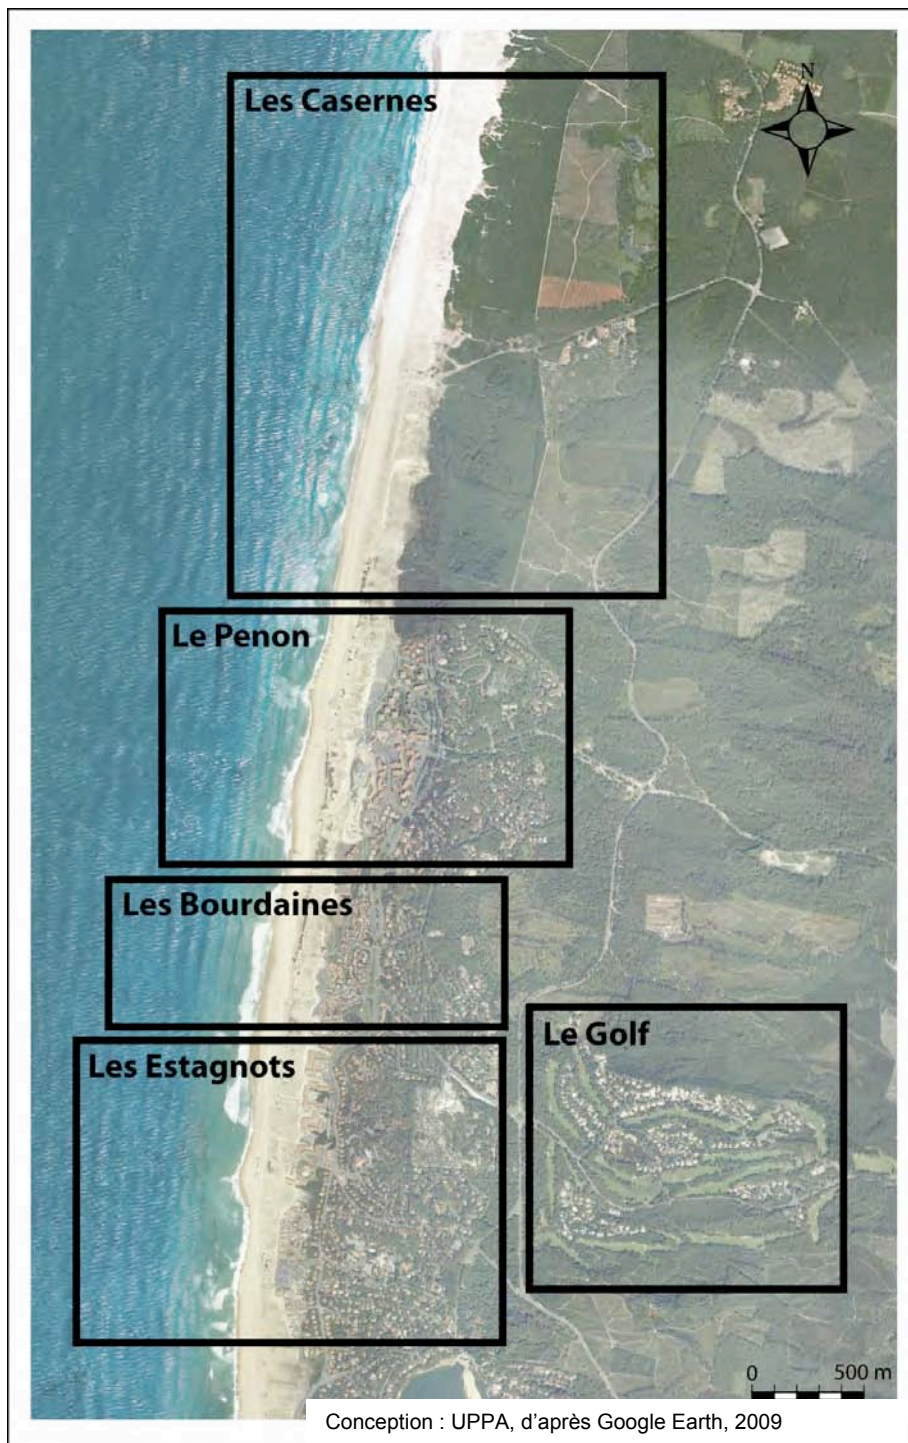 N
Les Casernes
Le Penon
Les Bourdaines
Le Golf
Les Estagnots
0 500 m
Conception : UPPA, d'après Google Earth, 2009